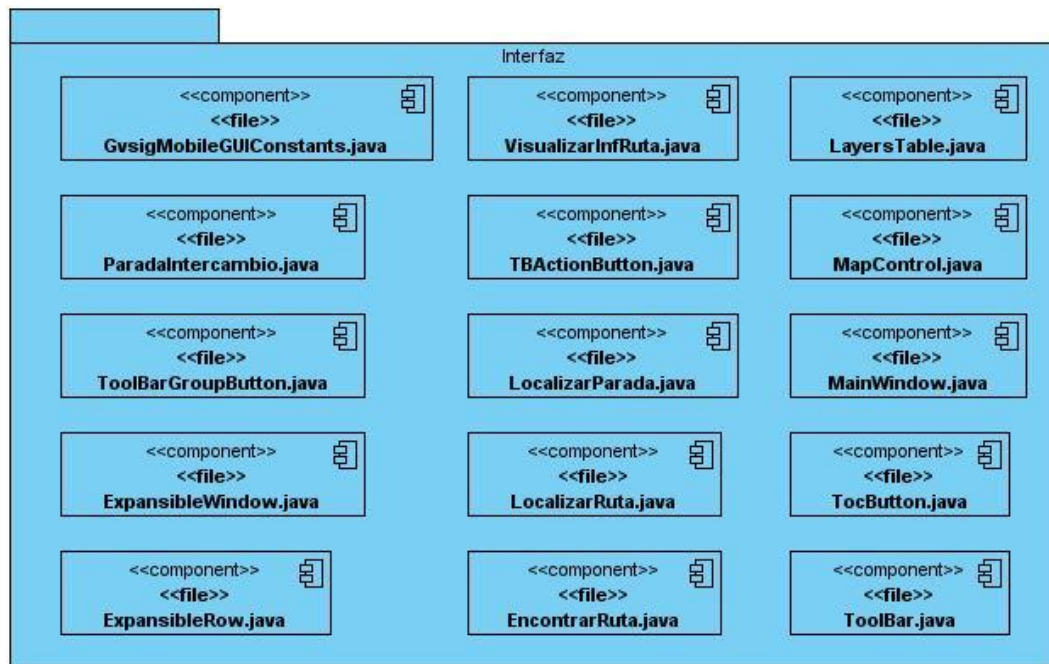 Interfaz
<<component>>
<<file>>
GvsigMobileGUIConstants.java
<<component>>
<<file>>
VisualizarInfRuta.java
<<component>>
<<file>>
LayersTable.java
<<component>>
<<file>>
ParadaIntercambio.java
<<component>>
<<file>>
TBActionButton.java
<<component>>
<<file>>
MapControl.java
<<component>>
<<file>>
ToolBarGroupButton.java
<<component>>
<<file>>
LocalizarParada.java
<<component>>
<<file>>
MainWindow.java
<<component>>
<<file>>
ExpansibleWindow.java
<<component>>
<<file>>
LocalizarRuta.java
<<component>>
<<file>>
TocButton.java
<<component>>
<<file>>
ExpansibleRow.java
<<component>>
<<file>>
EncontrarRuta.java
<<component>>
<<file>>
ToolBar.java